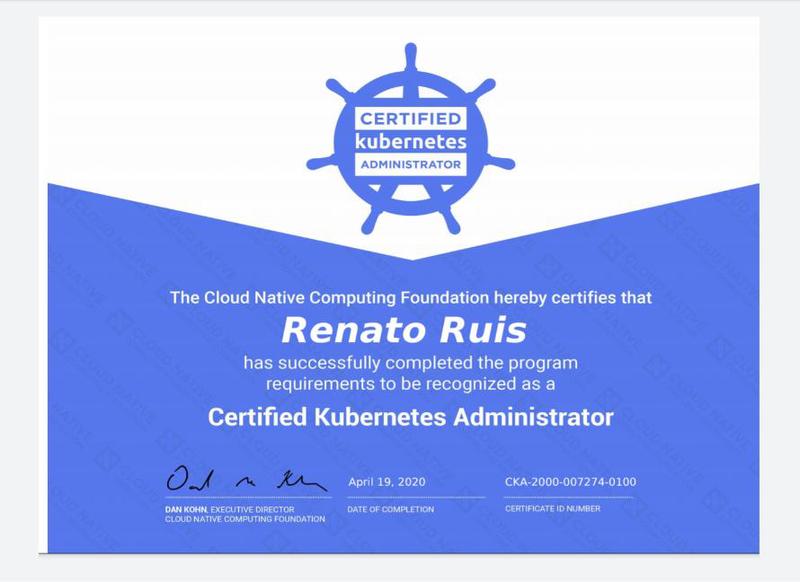 CERTIFIED
kubernetes
ADMINISTRATOR
The Cloud Native Computing Foundation hereby certifies that
Renato Ruis
has successfully completed the program
requirements to be recognized as a
Certified Kubernetes Administrator
April 19, 2020
CKA-2000-007274-0100
DAN KOHN, EXECUTIVE DIRECTOR
CLOUD NATIVE COMPUTING FOUNDATION
DATE OF COMPLETION
CERTIFICATE ID NUMBER